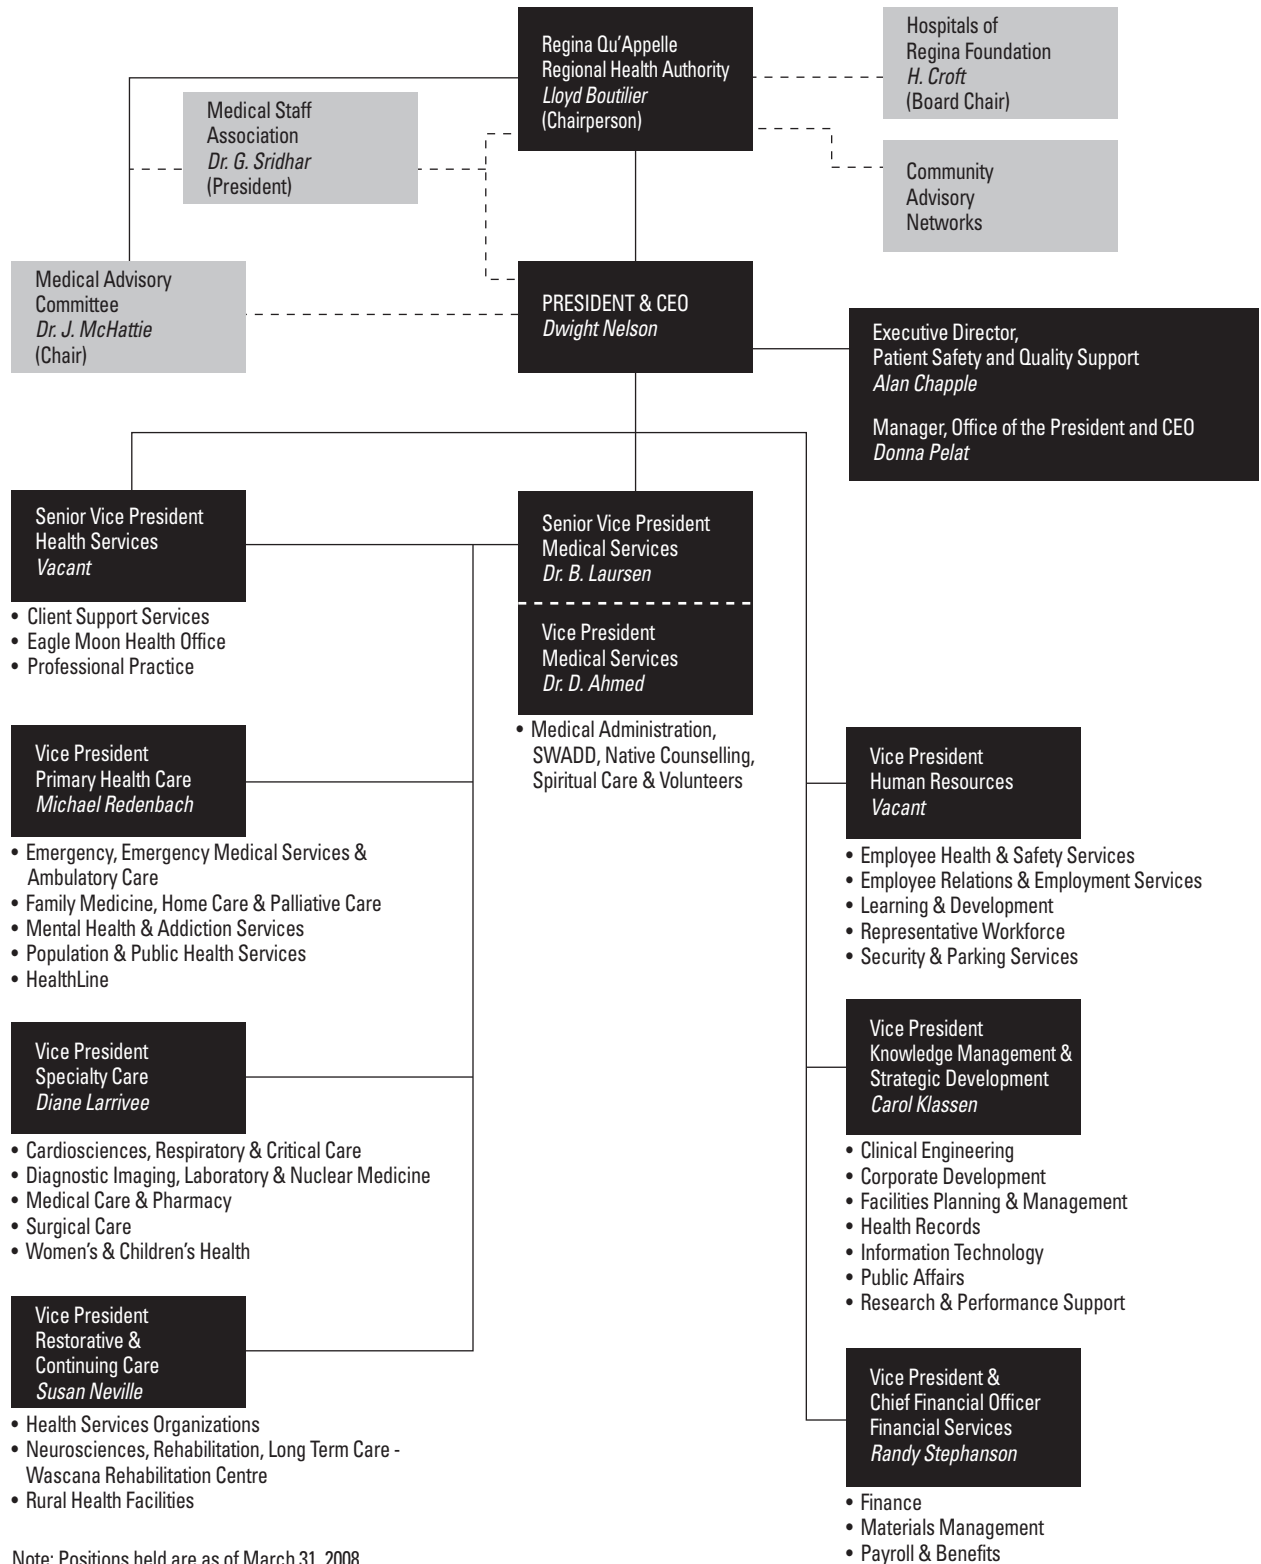 Regina Qu’Appelle
Regional Health Authority
Lloyd Boutilier
(Chairperson)
Hospitals of
Regina Foundation
H. Croft
(Board Chair)
Medical Staff
Association
Dr. G. Sridhar
(President)
Community
Advisory
Networks
Medical Advisory
Committee
Dr. J. McHattie
(Chair)
PRESIDENT & CEO
Dwight Nelson
Executive Director,
Patient Safety and Quality Support
Alan Chapple
Manager, Office of the President and CEO
Donna Pelat
Senior Vice President
Health Services
Vacant
• Client Support Services
• Eagle Moon Health Office
• Professional Practice
Senior Vice President
Medical Services
Dr. B. Laursen
Vice President
Medical Services
Dr. D. Ahmed
• Medical Administration,
SWADD, Native Counselling,
Spiritual Care & Volunteers
Vice President
Primary Health Care
Michael Redenbach
• Emergency, Emergency Medical Services &
Ambulatory Care
• Family Medicine, Home Care & Palliative Care
• Mental Health & Addiction Services
• Population & Public Health Services
• HealthLine
Vice President
Human Resources
Vacant
• Employee Health & Safety Services
• Employee Relations & Employment Services
• Learning & Development
• Representative Workforce
• Security & Parking Services
Vice President
Specialty Care
Diane Larrivee
• Cardiosciences, Respiratory & Critical Care
• Diagnostic Imaging, Laboratory & Nuclear Medicine
• Medical Care & Pharmacy
• Surgical Care
• Women’s & Children’s Health
Vice President
Knowledge Management &
Strategic Development
Carol Klassen
• Clinical Engineering
• Corporate Development
• Facilities Planning & Management
• Health Records
• Information Technology
• Public Affairs
• Research & Performance Support
Vice President
Restorative &
Continuing Care
Susan Neville
• Health Services Organizations
• Neurosciences, Rehabilitation, Long Term Care -
Wascana Rehabilitation Centre
• Rural Health Facilities
Vice President &
Chief Financial Officer
Financial Services
Randy Stephanson
• Finance
• Materials Management
• Payroll & Benefits
Note: Positions held are as of March 31, 2008